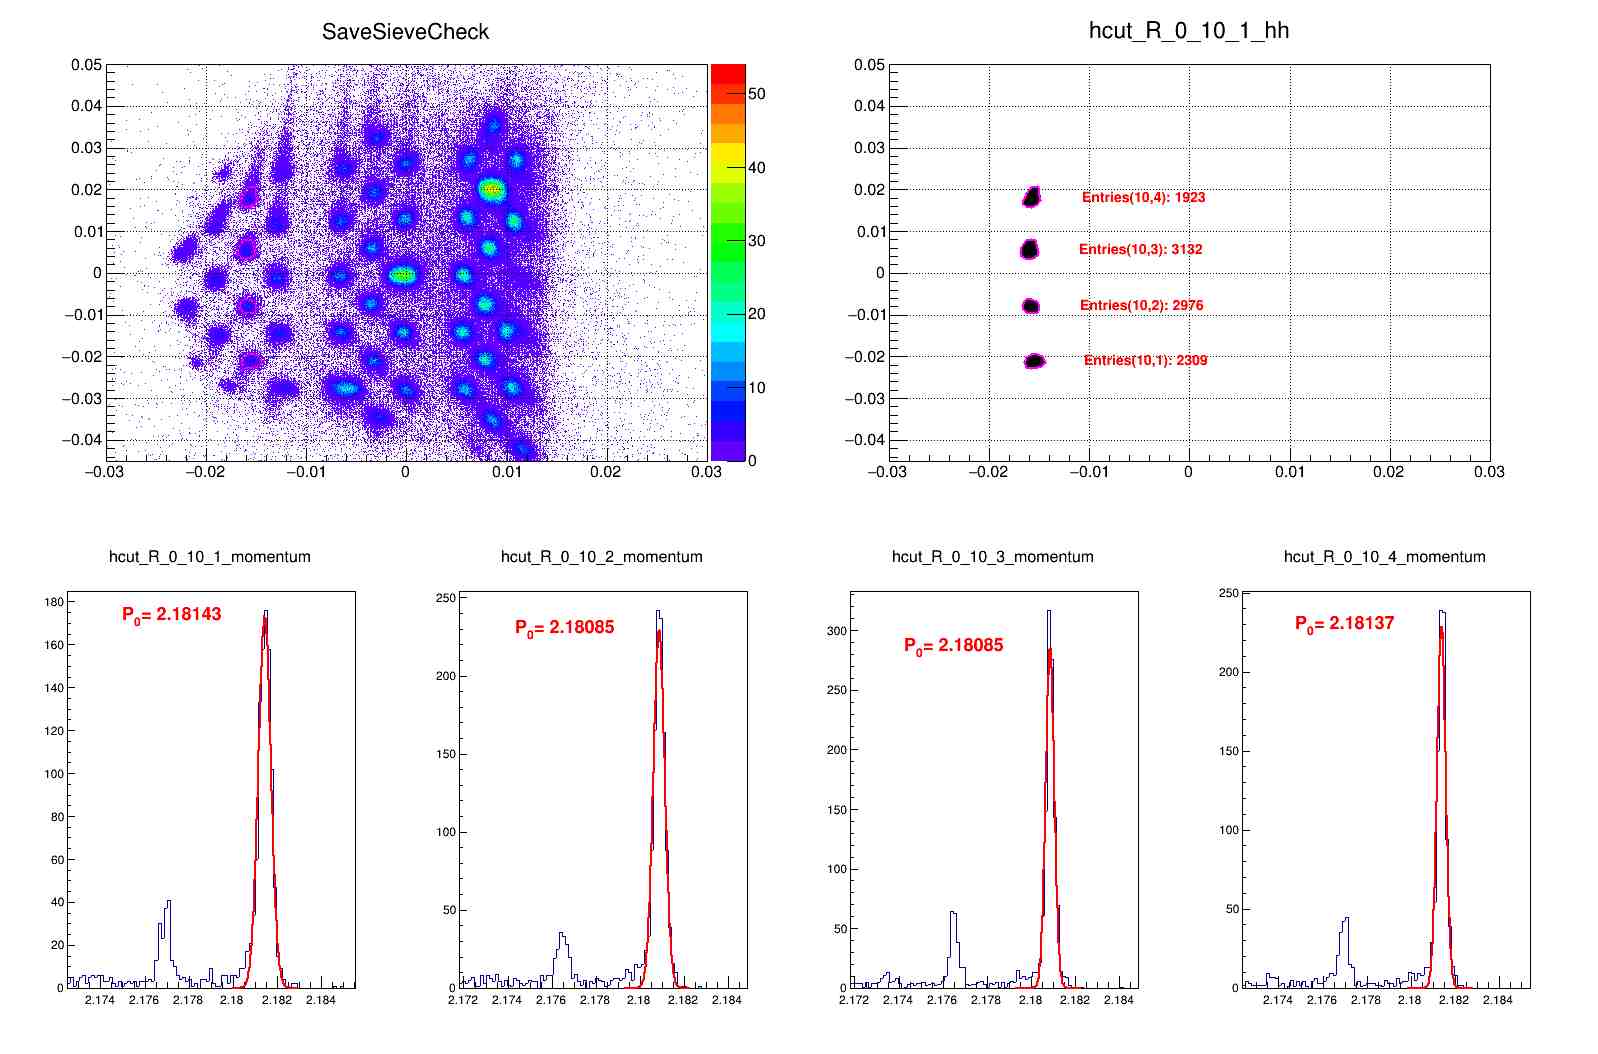 SaveSieveCheck
0.05
0.04
0.03
0.02
0.01
0
−0.01
−0.02
−0.03
−0.04
−0.03 −0.02 −0.01 0 0.01 0.02 0.03
50
40
30
20
10
0
hcut_R_0_10_1_hh
0.05
0.04
0.03
0.02
0.01
0
−0.01
−0.02
−0.03
−0.04
−0.03 −0.02 −0.01 0 0.01 0.02 0.03
Entries(10,4): 1923
Entries(10,3): 3132
Entries(10,2): 2976
Entries(10,1): 2309
hcut_R_0_10_1_momentum
P0= 2.18143
180
160
140
120
100
80
60
40
20
0
2.174 2.176 2.178 2.18 2.182 2.184
hcut_R_0_10_2_momentum
P0= 2.18085
250
200
150
100
50
0
2.172 2.174 2.176 2.178 2.18 2.182 2.184
hcut_R_0_10_3_momentum
P0= 2.18085
300
250
200
150
100
50
0
2.172 2.174 2.176 2.178 2.18 2.182 2.184
hcut_R_0_10_4_momentum
P0= 2.18137
250
200
150
100
50
0
2.174 2.176 2.178 2.18 2.182 2.184